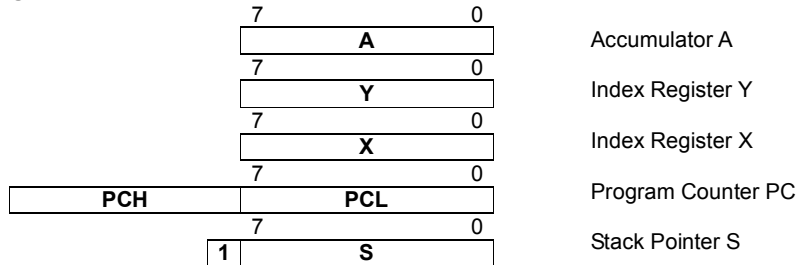 7 0
A Accumulator A
7 0
Y Index Register Y
7 0
X Index Register X
7 0
PCH PCL Program Counter PC
7 0
1 S Stack Pointer S